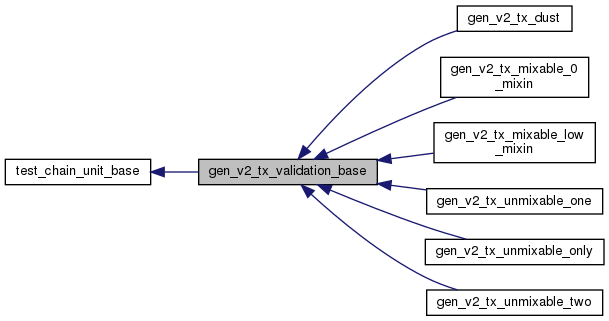 gen_v2_tx_dust
gen_v2_tx_mixable_0
_mixin
gen_v2_tx_mixable_low
_mixin
test_chain_unit_base
gen_v2_tx_validation_base
gen_v2_tx_unmixable_one
gen_v2_tx_unmixable_only
gen_v2_tx_unmixable_two